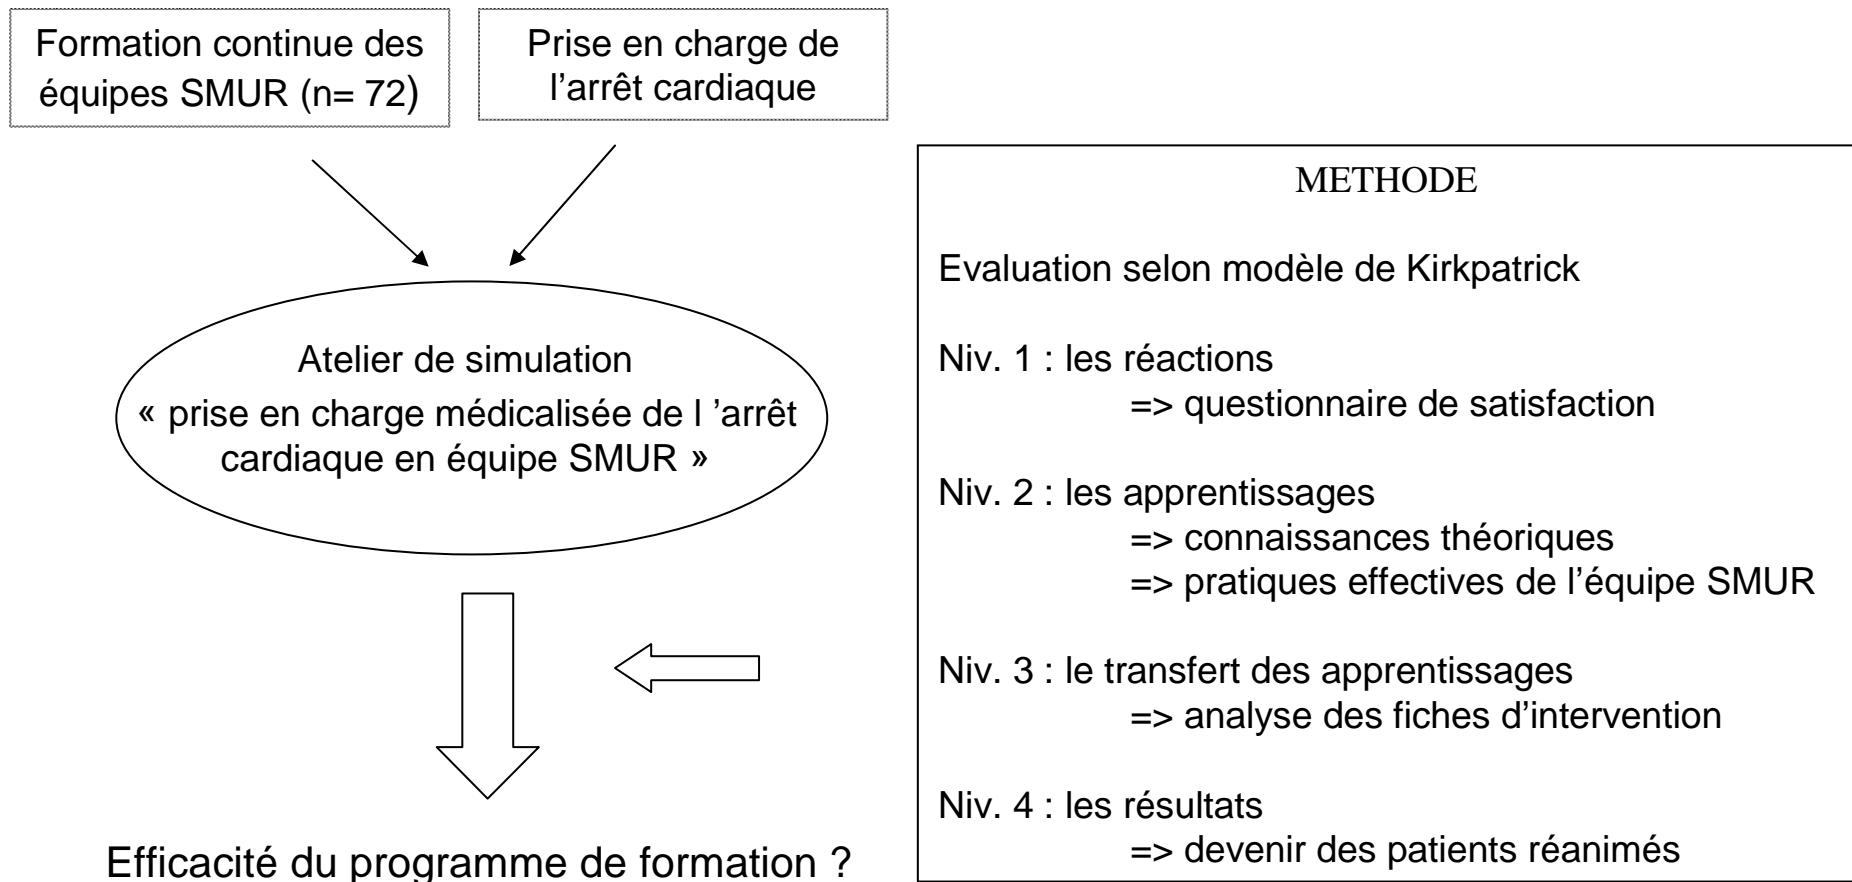 Formation continue des
équipes SMUR (n= 72)
Prise en charge de
l’arrêt cardiaque
Atelier de simulation
« prise en charge médicalisée de l ’arrêt
cardiaque en équipe SMUR »
Efficacité du programme de formation ?
METHODE
Evaluation selon modèle de Kirkpatrick
Niv. 1 : les réactions
=> questionnaire de satisfaction
Niv. 2 : les apprentissages
=> connaissances théoriques
=> pratiques effectives de l’équipe SMUR
Niv. 3 : le transfert des apprentissages
=> analyse des fiches d’intervention
Niv. 4 : les résultats
=> devenir des patients réanimés